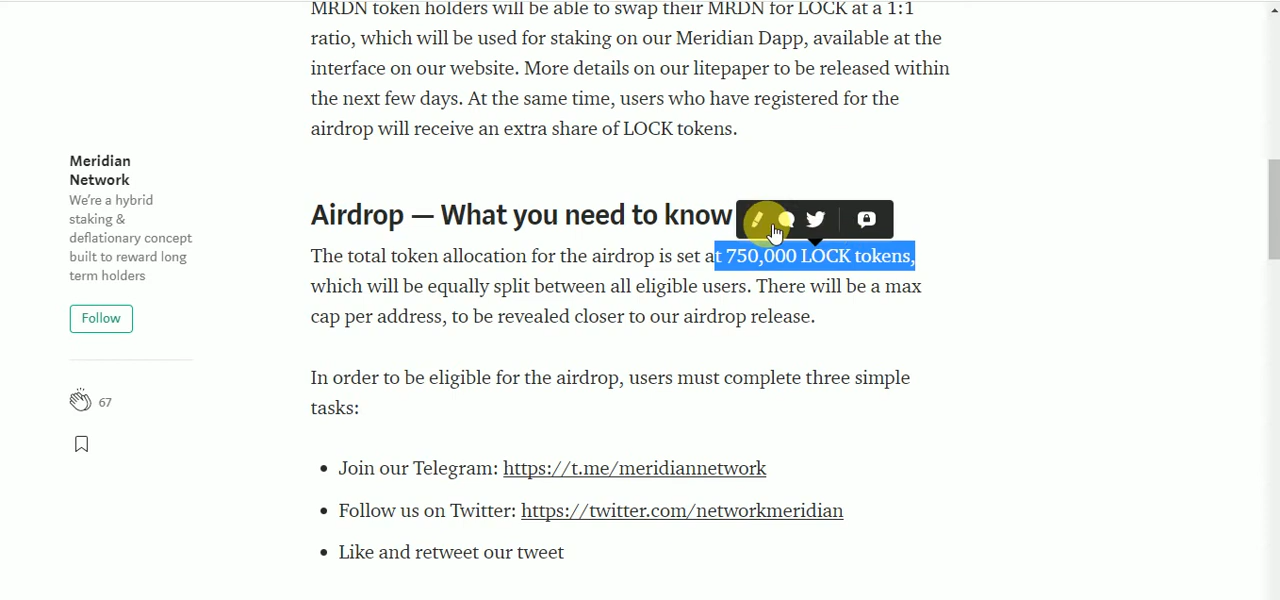 MRDN token holders will be able to swap their MRDN for LOCK at a 1:1
ratio, which will be used for staking on our Meridian Dapp, available at the
interface on our website. More details on our litepaper to be released within
the next few days. At the same time, users who have registered for the
airdrop will receive an extra share of LOCK tokens.
Meridian
Network
We're a hybrid
staking &
deflationary concept
built to reward long
term holders
Follow
67
Airdrop — What you need to know
The total token allocation for the airdrop is set at 750,000 LOCK tokens,
which will be equally split between all eligible users. There will be a max
cap per address, to be revealed closer to our airdrop release.
In order to be eligible for the airdrop, users must complete three simple
tasks:
• Join our Telegram: https://t.me/meridiannetwork
• Follow us on Twitter: https://twitter.com/networkmeridian
• Like and retweet our tweet